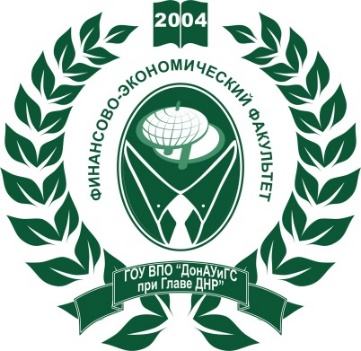 2004
ФИНАНСОВО-ЭКОНОМИЧЕСКИЙ ФАКУЛЬТЕТ
ГОУ ВПО "ДонАУиГС
при Главе ДНР"